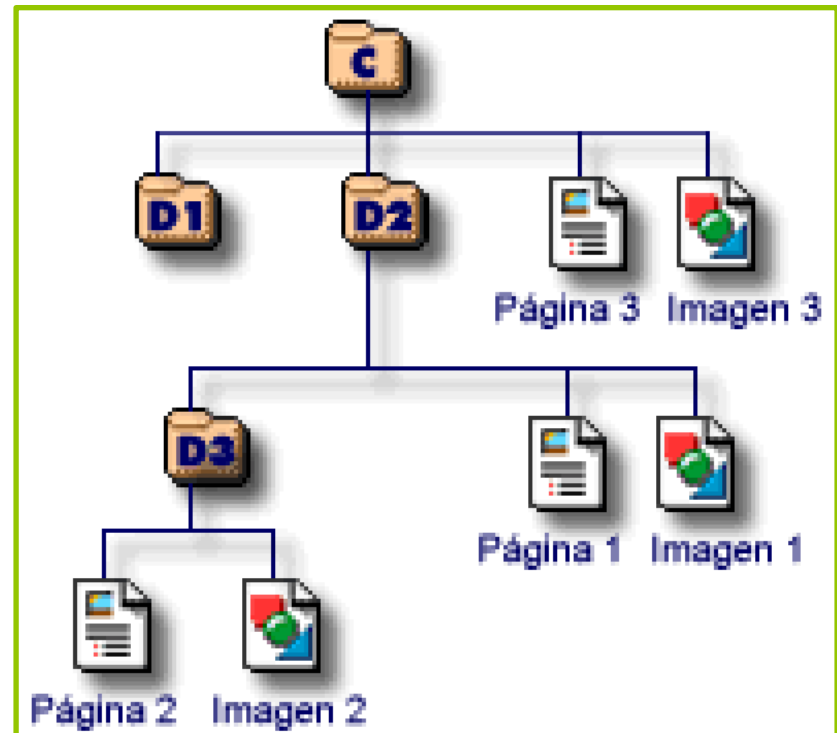 C
D1 D2
Página 3 Imagen 3
D3
Página 1 Imagen 1
Página 2 Imagen 2